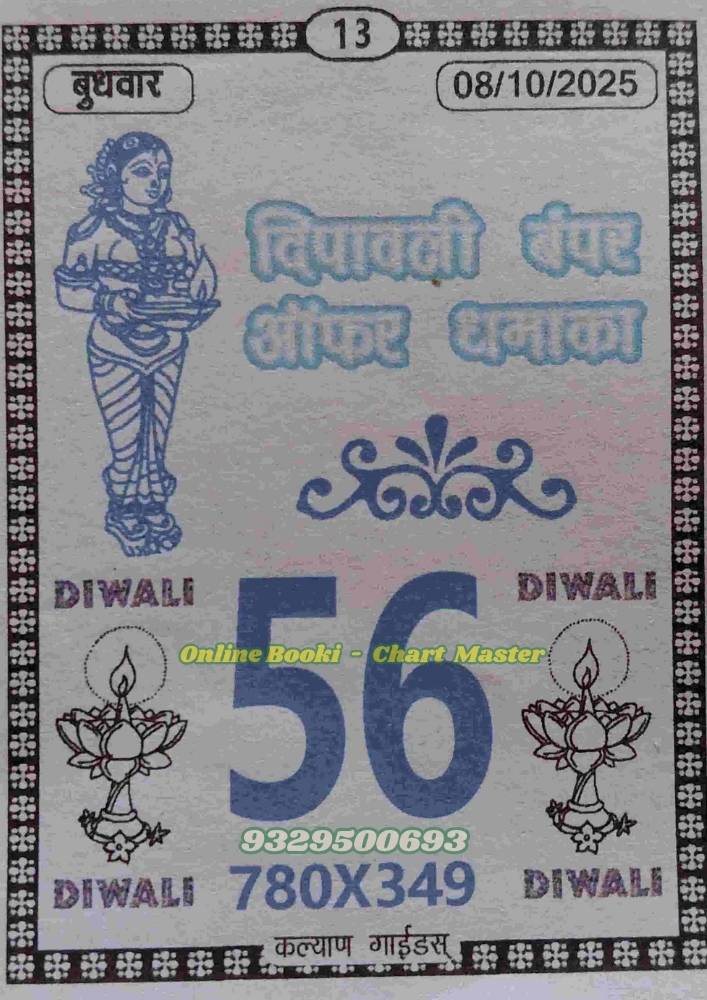 13
बुधवार
08/10/2025
दिपावली बंपर
ऑफर धमाका
DIWALI
DIWALI
56
Online Booki - Chart Master
9329500693
DIWALI
780X349
DIWALI
कल्याण गाईडस्